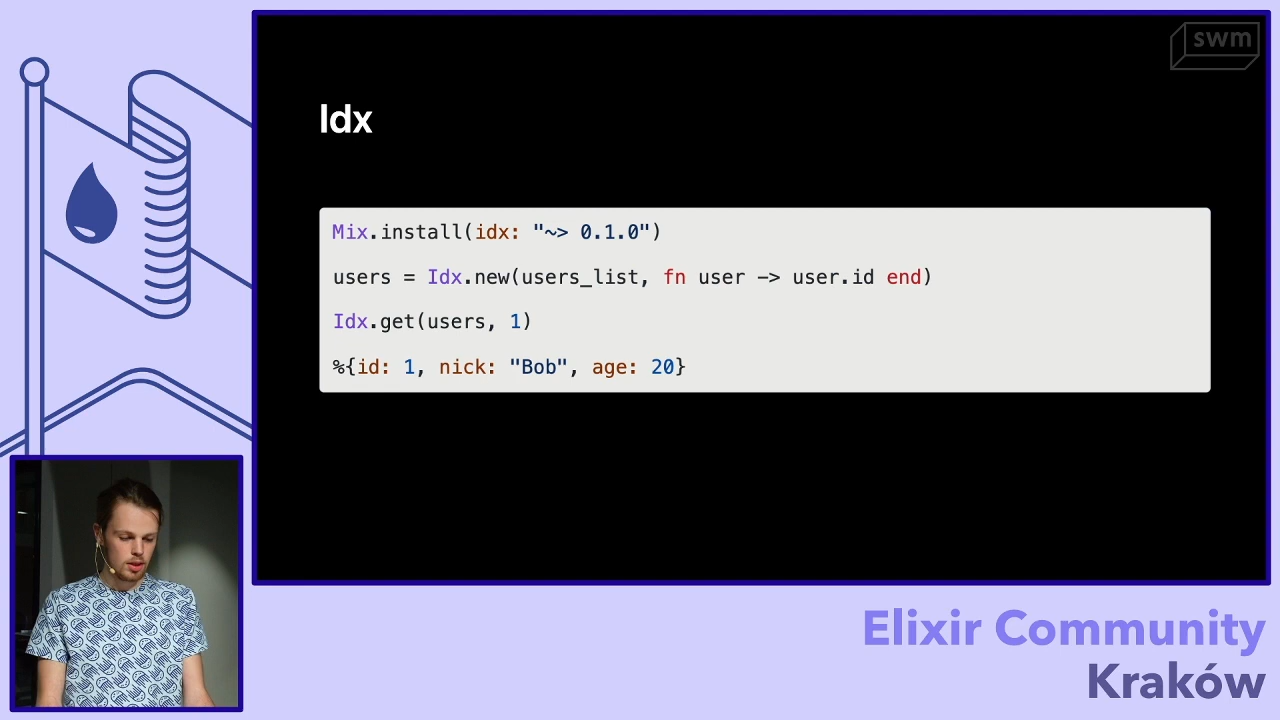 swm
Idx
Mix.install(idx: "~> 0.1.0")
users = Idx.new(users_list, fn user -> user.id end)
Idx.get(users, 1)
%{id: 1, nick: "Bob", age: 20}
Elixir Community
Kraków